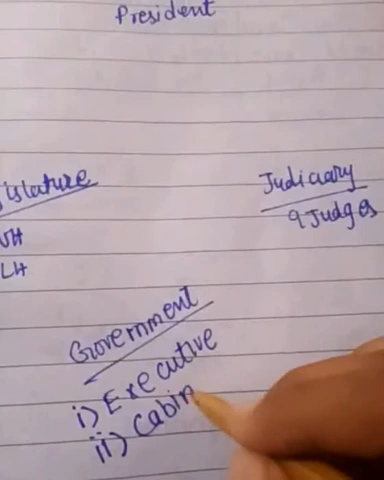 President
islature
UH
LH
Judiciary
9 Judges
Government
i) Executive
ii) Cabin